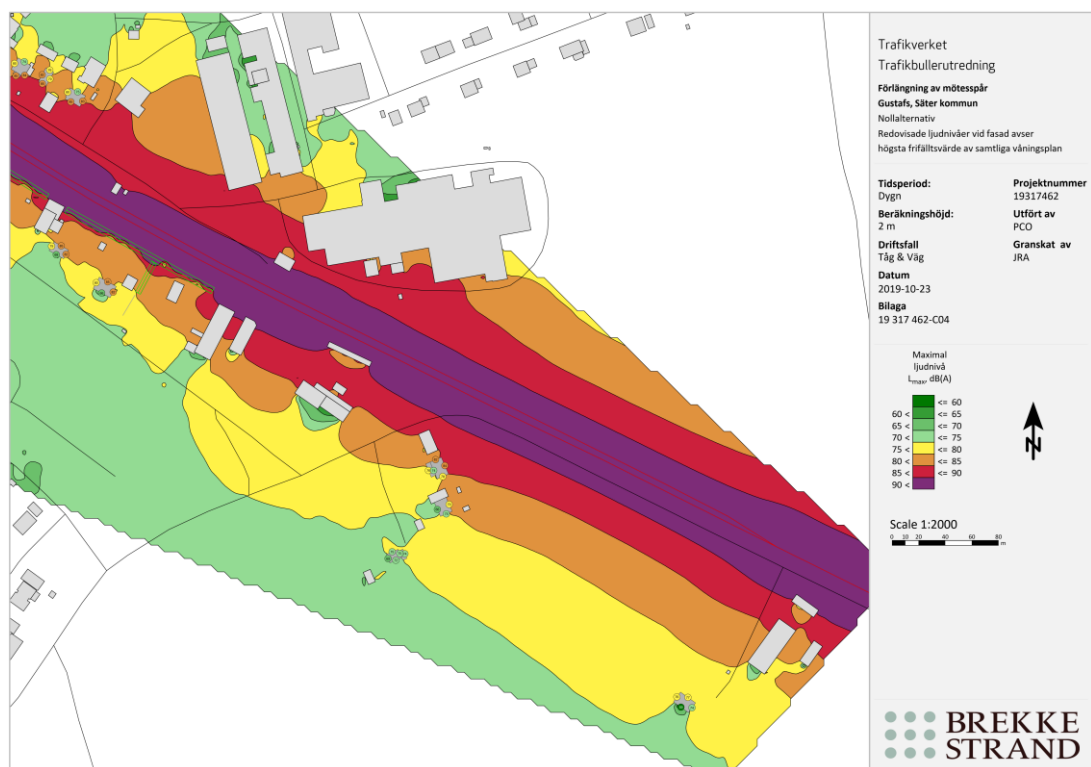 Trafikverket
Trafikbullerutredning
Förlängning av mötesspår
Gustafs, Säter kommun
Nollalternativ
Redovisade ljudnivåer vid fasad avser
högsta frifältsvärde av samtliga våningsplan
Tidsperiod: Projektnummer
Dygn 19317462
Beräkningshöjd: Utfört av
2 m PCO
Driftsfall Granskat av
Tåg & Väg JRA
Datum
2019-10-23
Bilaga
19 317 462-C04
Maximal
ljudnivå
Lmax, dB(A)
<= 60
60 < <= 65
65 < <= 70
70 < <= 75
75 < <= 80
80 < <= 85
85 < <= 90
90 <
N
Scale 1:2000
0 10 20 40 60 80
m
BREKKE
STRAND